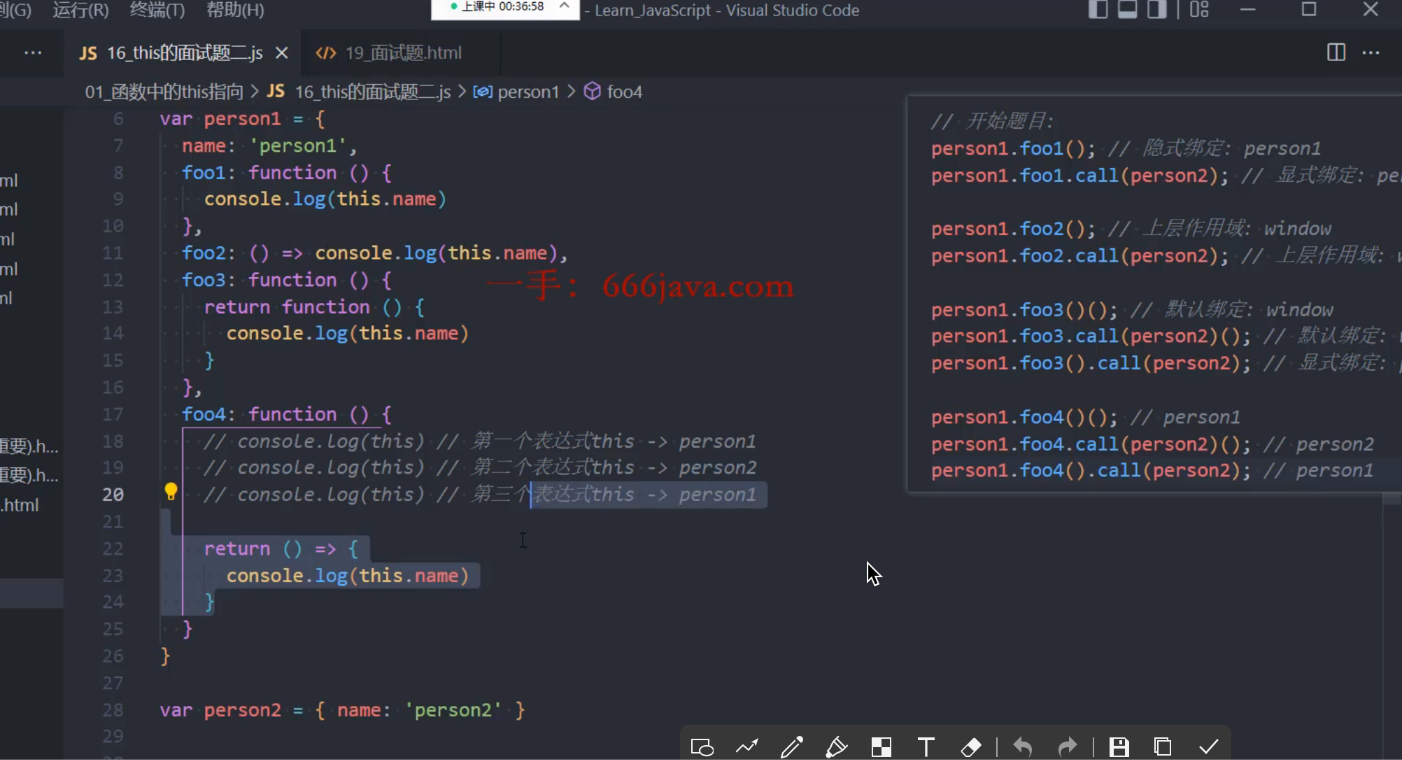 到(G) 运行(R) 终端(T) 帮助(H)
上课中 00:36:58
- Learn_JavaScript - Visual Studio Code
JS 16_this的面试题二.js
19_面试题.html
01_函数中的this指向 > JS 16_this的面试题二.js > person1 > foo4
ml
ml
ml
ml
ml
重要).h...
重要).h...
.html
6 var person1 = {
7 name: 'person1',
8 foo1: function () {
9 console.log(this.name)
10 },
11 foo2: () => console.log(this.name),
12 foo3: function () {
13 return function () {
14 console.log(this.name)
15 }
16 },
17 foo4: function () {
18 // console.log(this) // 第一个表达式this -> person1
19 // console.log(this) // 第二个表达式this -> person2
20 // console.log(this) // 第三个表达式this -> person1
21
22 return () => {
23 console.log(this.name)
24 }
25 }
26 }
27
28 var person2 = { name: 'person2' }
29
一手：666java.com
// 开始题目:
person1.foo1(); // 隐式绑定: person1
person1.foo1.call(person2); // 显式绑定: pe
person1.foo2(); // 上层作用域: window
person1.foo2.call(person2); // 上层作用域:
person1.foo3()(); // 默认绑定: window
person1.foo3.call(person2)(); // 默认绑定:
person1.foo3().call(person2); // 显式绑定:
person1.foo4()(); // person1
person1.foo4.call(person2)(); // person2
person1.foo4().call(person2); // person1